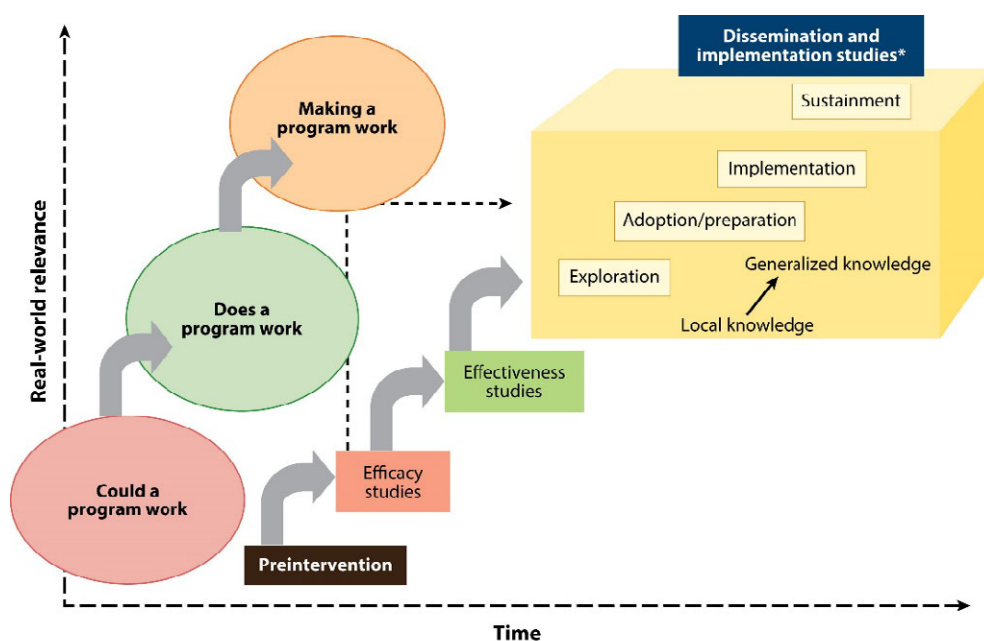 Dissemination and
implementation studies*
Sustainment
Making a
program work
Implementation
Adoption/preparation
Generalized knowledge
Exploration
Local knowledge
Does a
program work
Effectiveness
studies
Efficacy
studies
Could a
program work
Preintervention
Real-world relevance
Time